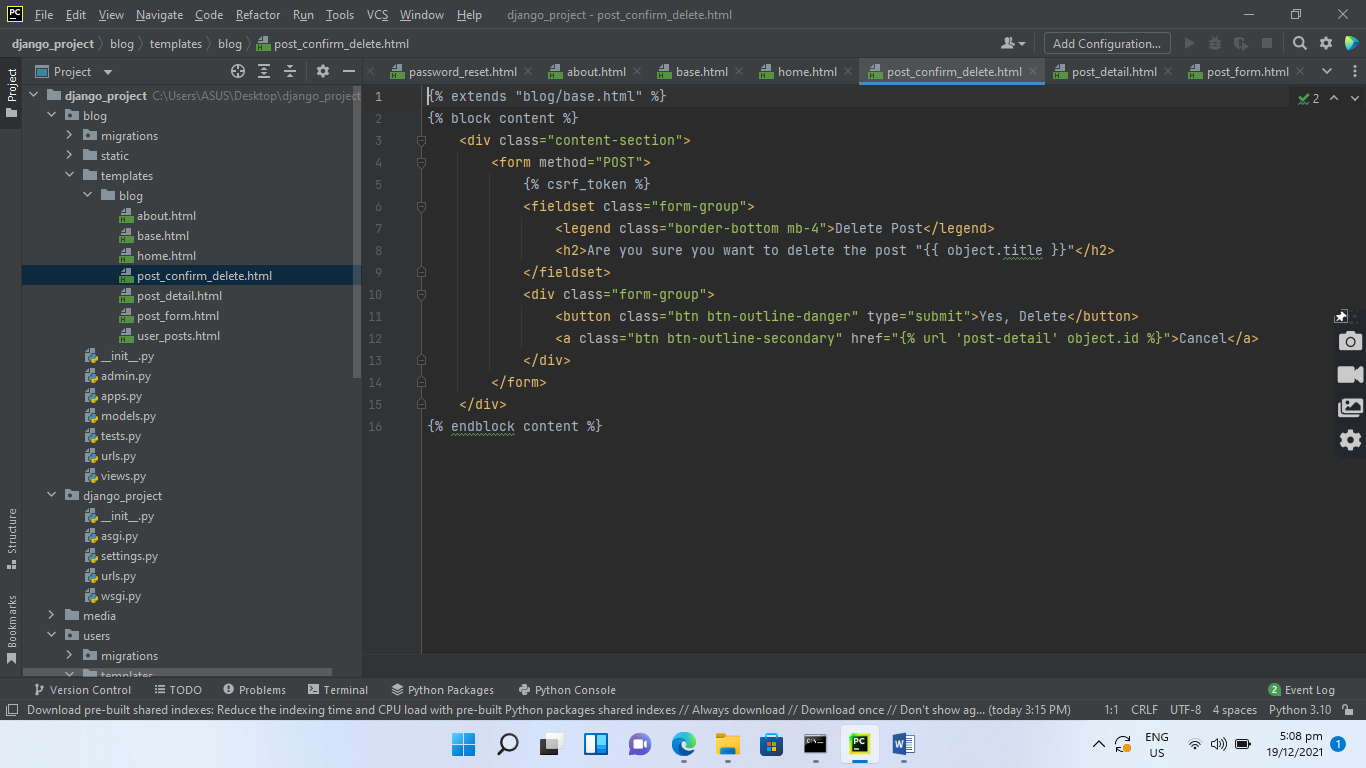 PC File Edit View Navigate Code Refactor Run Tools VCS Window Help django_project - post_confirm_delete.html
django_project blog templates blog post_confirm_delete.html Add Configuration...
Project
password_reset.html about.html base.html home.html post_confirm_delete.html post_detail.html post_form.html
Project
Structure
Bookmarks
django_project C:\Users\ASUS\Desktop\django_project
blog
migrations
static
templates
blog
about.html
base.html
home.html
post_confirm_delete.html
post_detail.html
post_form.html
user_posts.html
__init__.py
admin.py
apps.py
models.py
tests.py
urls.py
views.py
django_project
__init__.py
asgi.py
settings.py
urls.py
wsgi.py
media
users
migrations
templates
2
1 {% extends "blog/base.html" %}
2 {% block content %}
3 <div class="content-section">
4 <form method="POST">
5 {% csrf_token %}
6 <fieldset class="form-group">
7 <legend class="border-bottom mb-4">Delete Post</legend>
8 <h2>Are you sure you want to delete the post "{{ object.title }}"</h2>
9 </fieldset>
10 <div class="form-group">
11 <button class="btn btn-outline-danger" type="submit">Yes, Delete</button>
12 <a class="btn btn-outline-secondary" href="{% url 'post-detail' object.id %}">Cancel</a>
13 </div>
14 </form>
15 </div>
16 {% endblock content %}
Version Control TODO Problems Terminal Python Packages Python Console 2 Event Log
Download pre-built shared indexes: Reduce the indexing time and CPU load with pre-built Python packages shared indexes // Always download // Download once // Don't show ag... (today 3:15 PM) 1:1 CRLF UTF-8 4 spaces Python 3.10
PC W ENG US 5:08 pm 19/12/2021 1